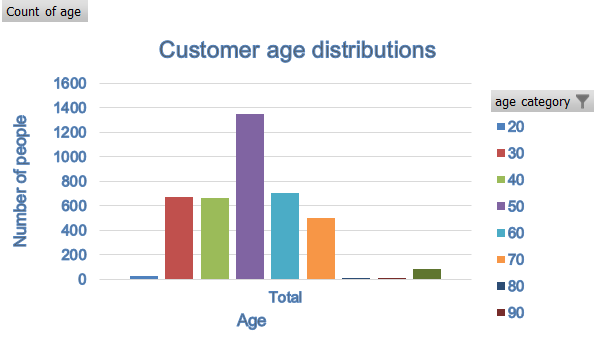 Count of age
Customer age distributions
Number of people
1600
1400
1200
1000
800
600
400
200
0
Total
Age
age category
20
30
40
50
60
70
80
90